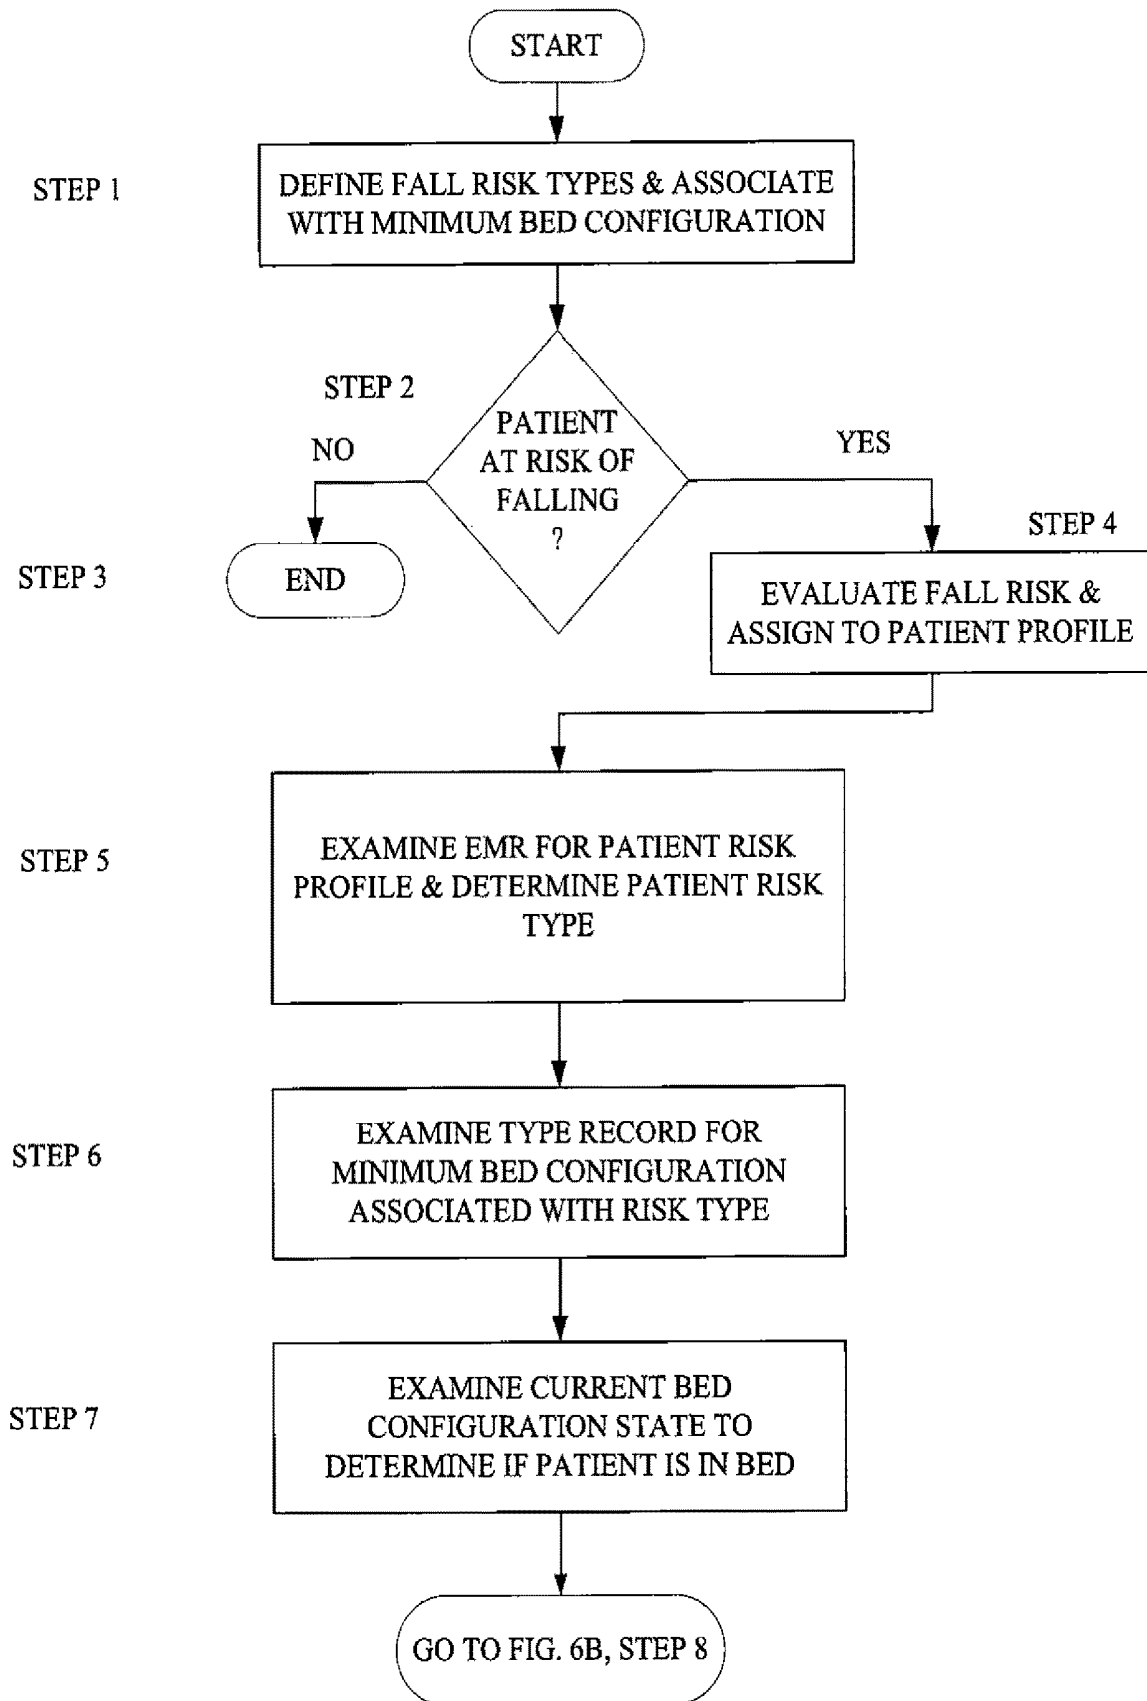 START
STEP 1
DEFINE FALL RISK TYPES & ASSOCIATE
WITH MINIMUM BED CONFIGURATION
STEP 2
PATIENT
AT RISK OF
FALLING
?
NO
YES
STEP 3
END
STEP 4
EVALUATE FALL RISK &
ASSIGN TO PATIENT PROFILE
STEP 5
EXAMINE EMR FOR PATIENT RISK
PROFILE & DETERMINE PATIENT RISK
TYPE
STEP 6
EXAMINE TYPE RECORD FOR
MINIMUM BED CONFIGURATION
ASSOCIATED WITH RISK TYPE
STEP 7
EXAMINE CURRENT BED
CONFIGURATION STATE TO
DETERMINE IF PATIENT IS IN BED
GO TO FIG. 6B, STEP 8